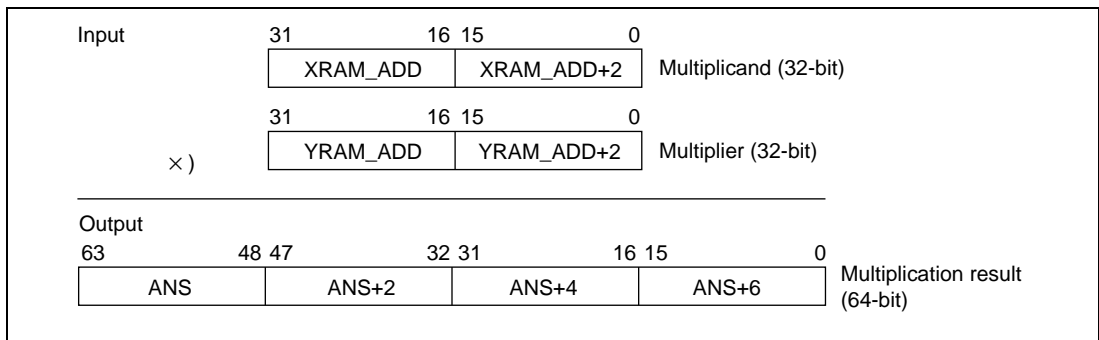 Input 31 16 15 0
XRAM_ADD XRAM_ADD+2 Multiplicand (32-bit)
31 16 15 0
×) YRAM_ADD YRAM_ADD+2 Multiplier (32-bit)
Output
63 48 47 32 31 16 15 0
ANS ANS+2 ANS+4 ANS+6 Multiplication result
(64-bit)